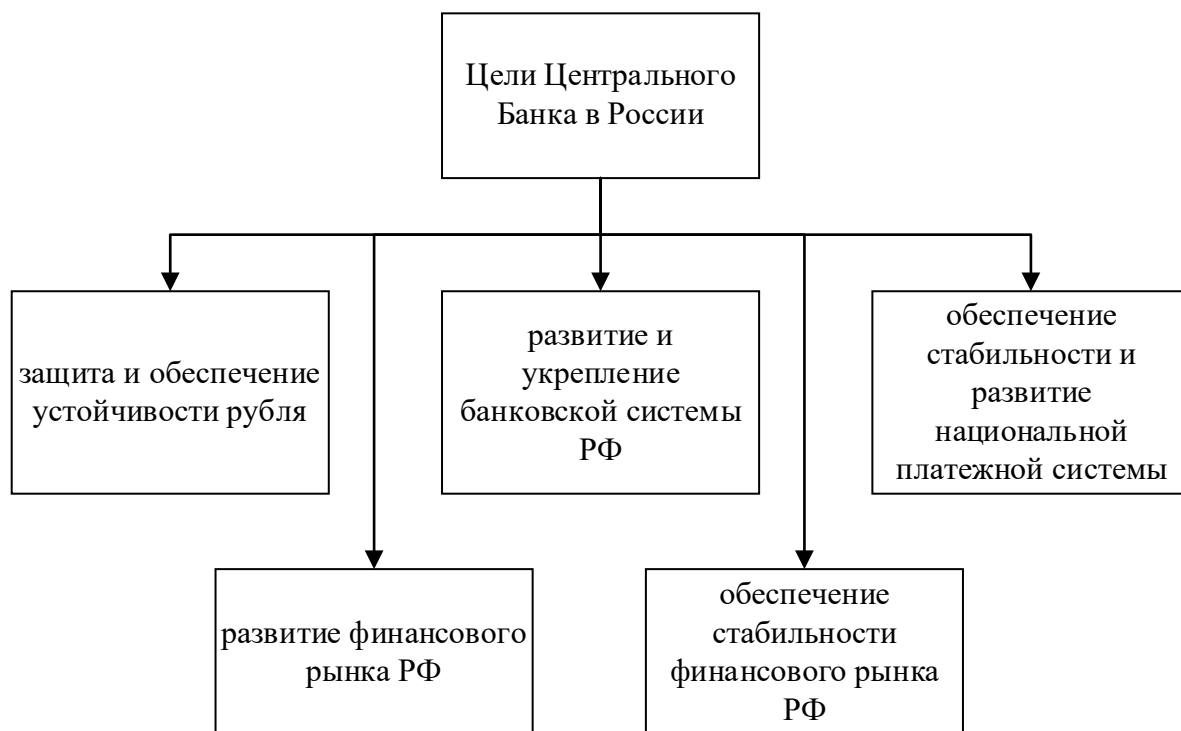 Цели Центрального
Банка в России
защита и обеспечение
устойчивости рубля
развитие и
укрепление
банковской системы
РФ
обеспечение
стабильности и
развитие
национальной
платежной системы
развитие финансового
рынка РФ
обеспечение
стабильности
финансового рынка
РФ